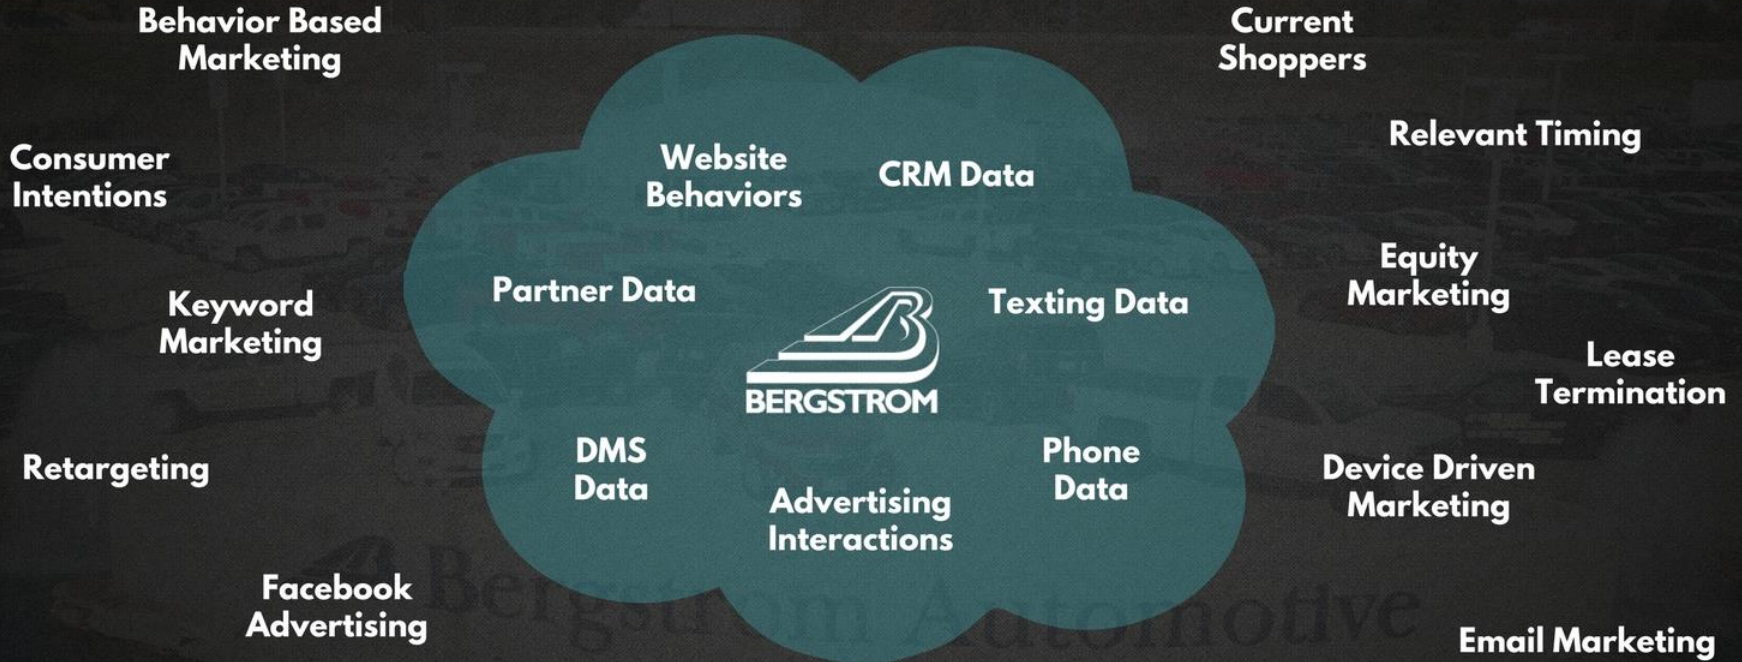 Behavior Based
Marketing
Current
Shoppers
Relevant Timing
Consumer
Intentions
Website
Behaviors
CRM Data
Equity
Marketing
Partner Data
Texting Data
Keyword
Marketing
BERGSTROM
Lease
Termination
Retargeting
DMS
Data
Advertising
Interactions
Phone
Data
Device Driven
Marketing
Facebook
Advertising
Bergstrom Automotive
Email Marketing